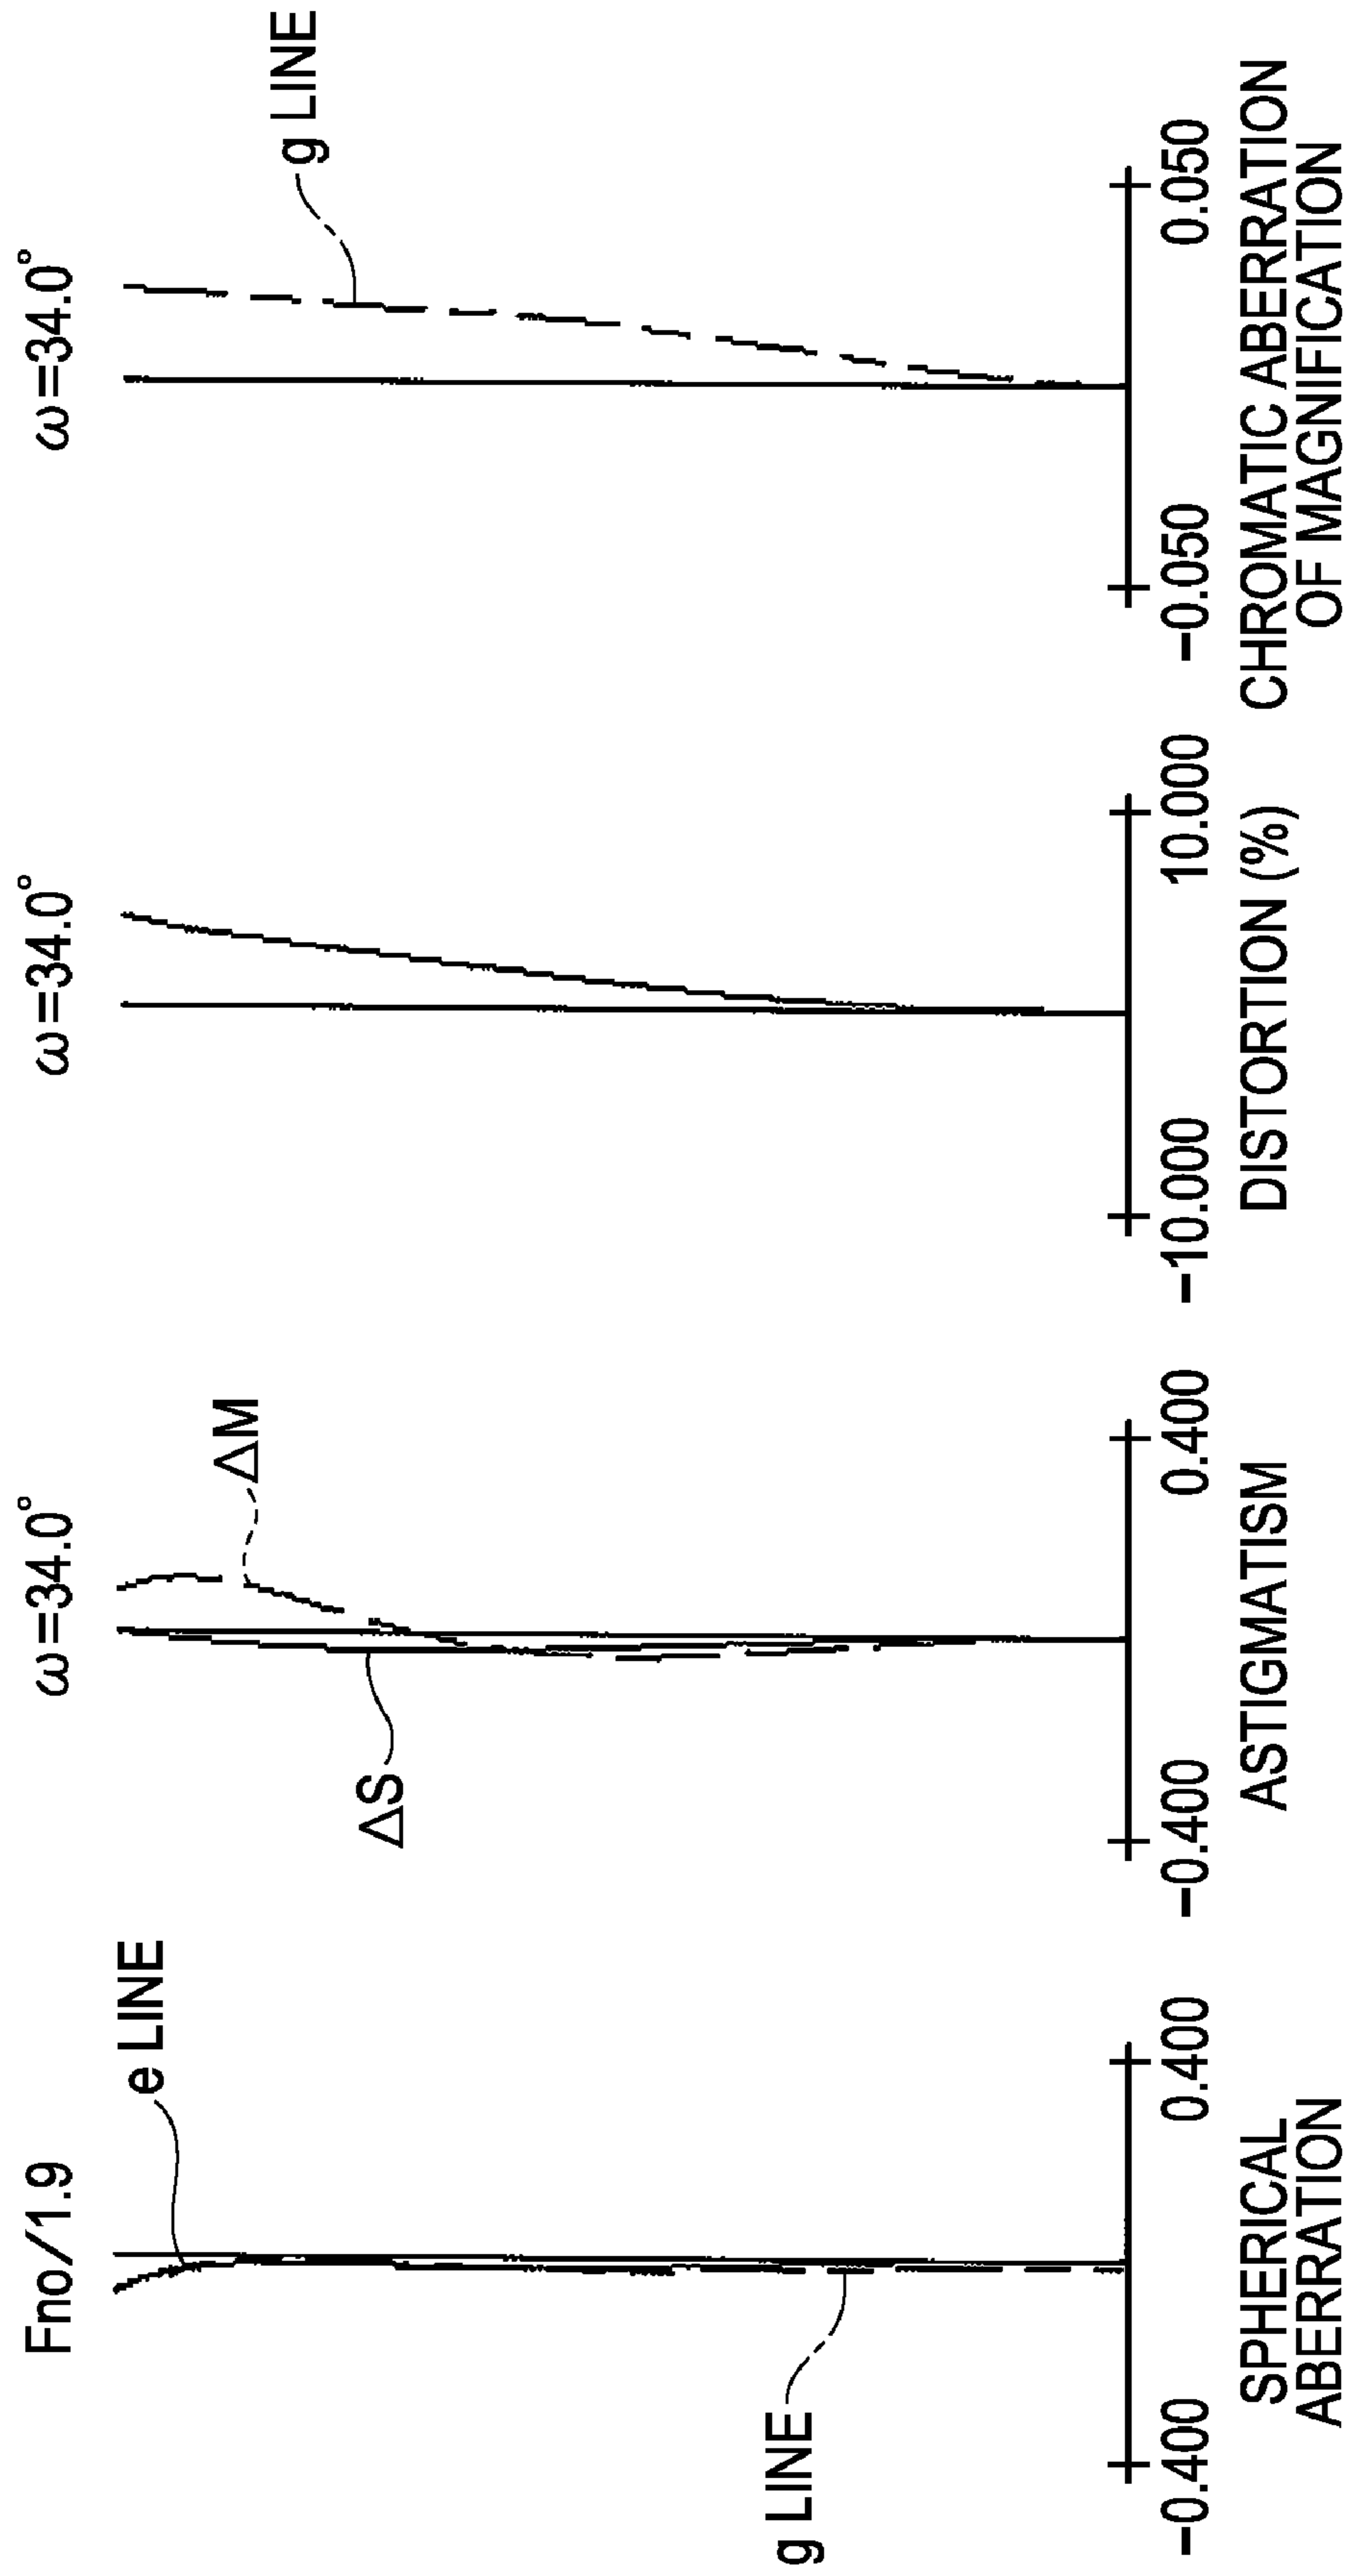 Fno/1.9
e LINE
g LINE
−0.400
0.400
SPHERICAL
ABERRATION
ω=34.0°
ΔM
ΔS
−0.400
0.400
ASTIGMATISM
ω=34.0°
−10.000
10.000
DISTORTION (%)
ω=34.0°
g LINE
−0.050
0.050
CHROMATIC ABERRATION
OF MAGNIFICATION